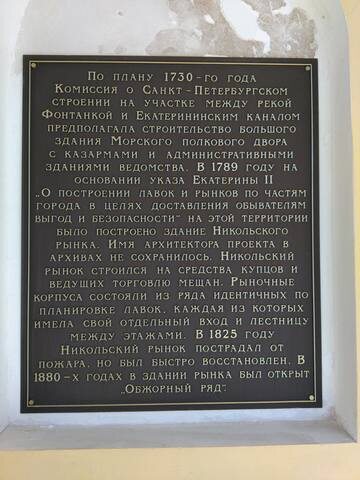 По плану 1730-го года
Комиссия о Санкт-Петербургском
строении на участке между рекой
Фонтанкой и Екатерининским каналом
предполагала строительство большого
здания Морского полкового двора
с казармами и административными
зданиями ведомства. В 1789 году на
основании указа Екатерины II
„О построении лавок и рынков по частям
города в целях доставления обывателям
выгод и безопасности" на этой территории
было построено здание Никольского
рынка. Имя архитектора проекта в
архивах не сохранилось. Никольский
рынок строился на средства купцов и
ведущих торговлю мещан. Рыночные
корпуса состояли из ряда идентичных по
планировке лавок, каждая из которых
имела свой отдельный вход и лестницу
между этажами. В 1825 году
Никольский рынок пострадал от
пожара, но был быстро восстановлен. В
1880-х годах в здании рынка был открыт
„Обжорный ряд".